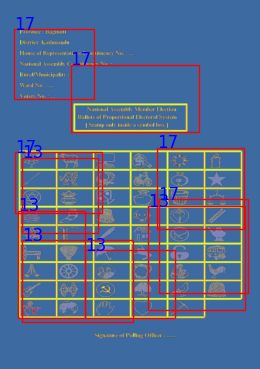 17
Province : Bagmati
District : Kathmandu
17
House of Representatives Constituency No. : ...
National Assembly Constituency No. : ...
Rural/Municipality :
Ward No. : ...
Voters No. ......
National Assembly Member Election
Ballots of Proportional Electoral System
( Stamp only inside a symbol box )
17 13 17
13 13 17
13 13
Signature of Polling Officer : ......